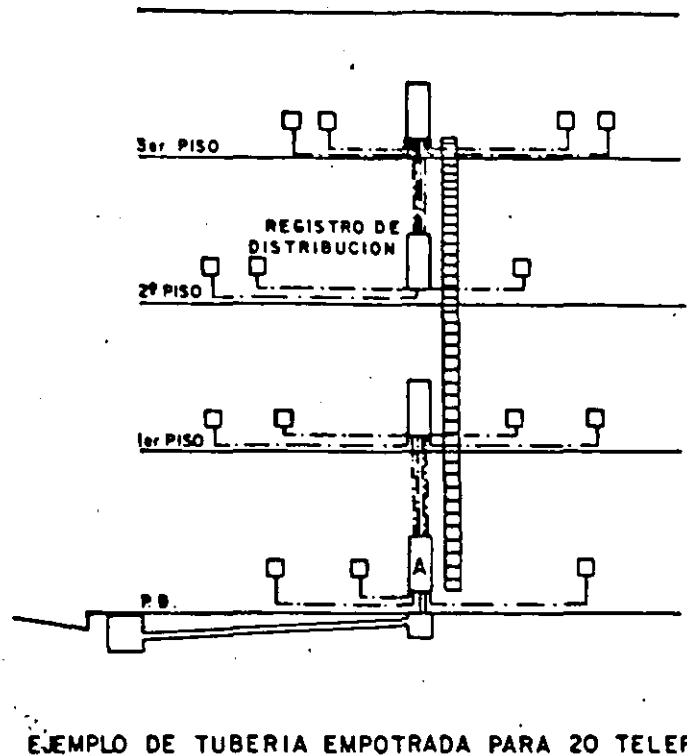 3er PISO
REGISTRO DE
DISTRIBUCION
2º PISO
1er PISO
A
P.B.
EJEMPLO DE TUBERIA EMPOTRADA PARA 20 TELEF